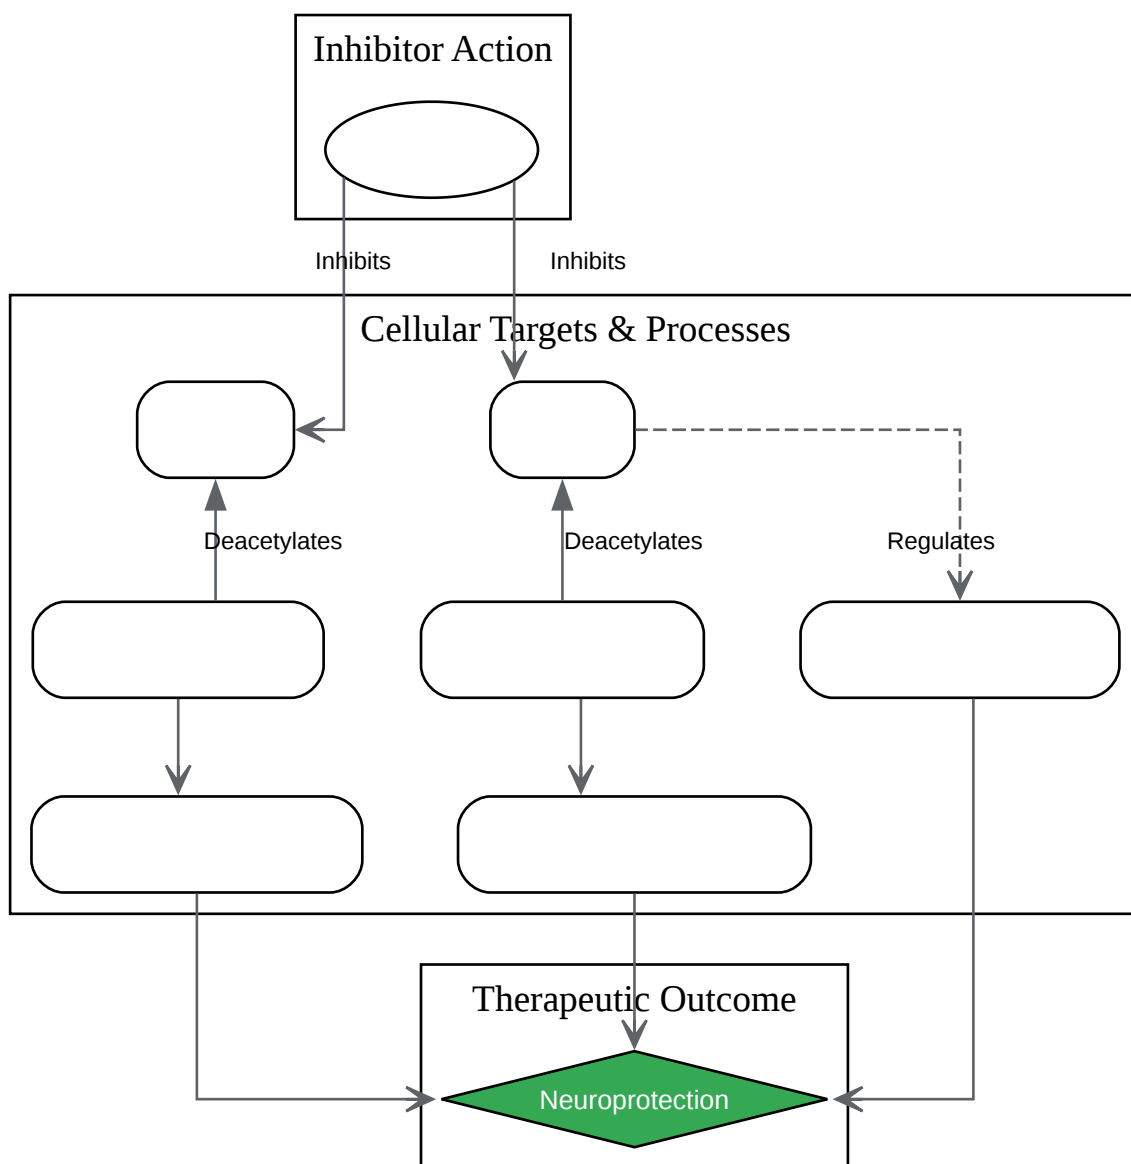 Inhibitor Action
Inhibits
Inhibits
Cellular Targets & Processes
Deacetylates
Deacetylates
Regulates
Therapeutic Outcome
Neuroprotection